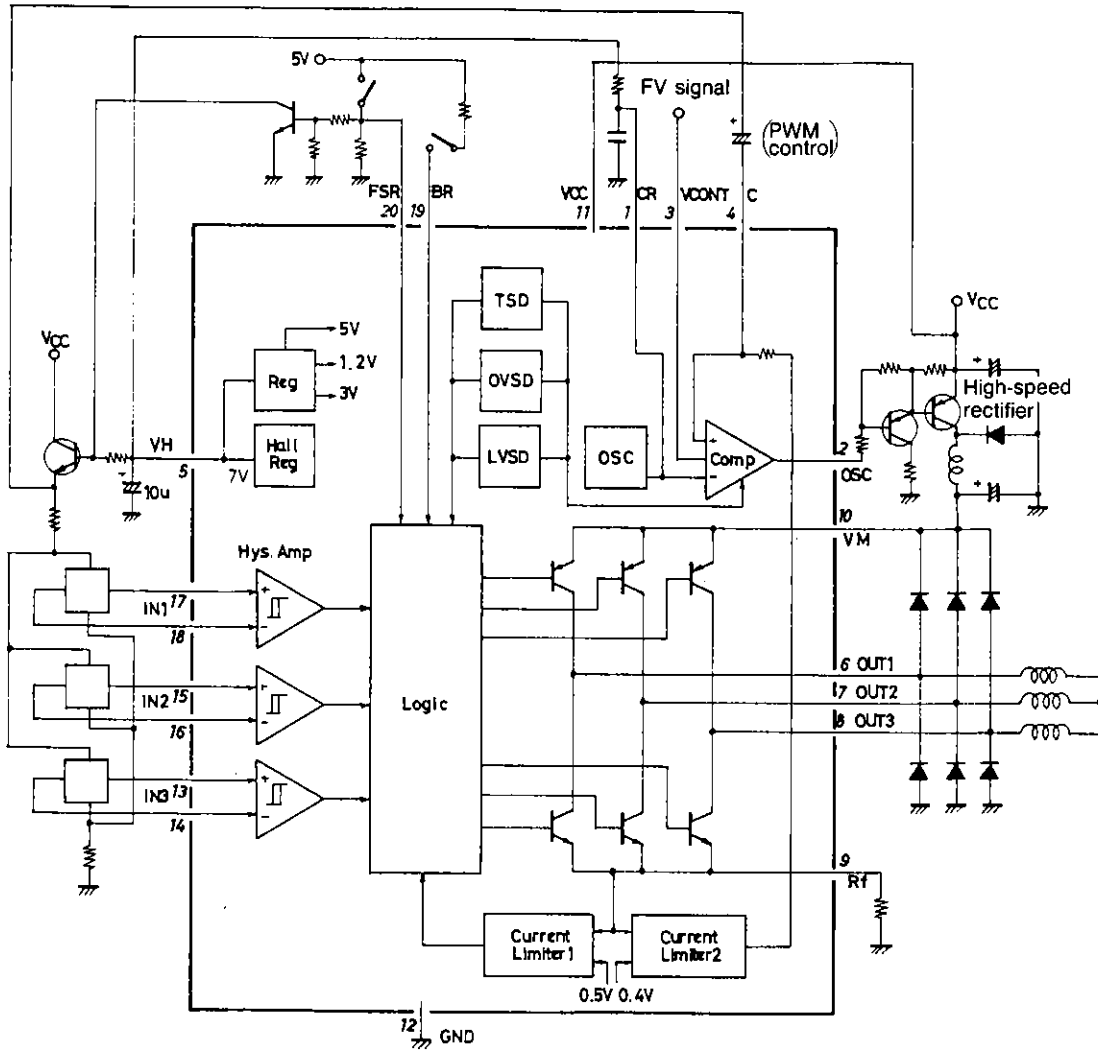 5V
FV signal
(PWM
control)
FSR
20
BR
19
VCC
11
CR
1
VCONT
3
C
4
VCC
VCC
TSD
5V
1.2V
3V
Reg
OVSD
High-speed
rectifier
VH
5
7V
Hall
Reg
LVSD
OSC
Comp
+
−
2
OSC
10u
10
VM
Hys. Amp
IN1
17
18
IN2
15
16
IN3
13
14
Logic
6 OUT1
7 OUT2
8 OUT3
9
Rf
Current
Limiter1
Current
Limiter2
0.5V 0.4V
12
GND